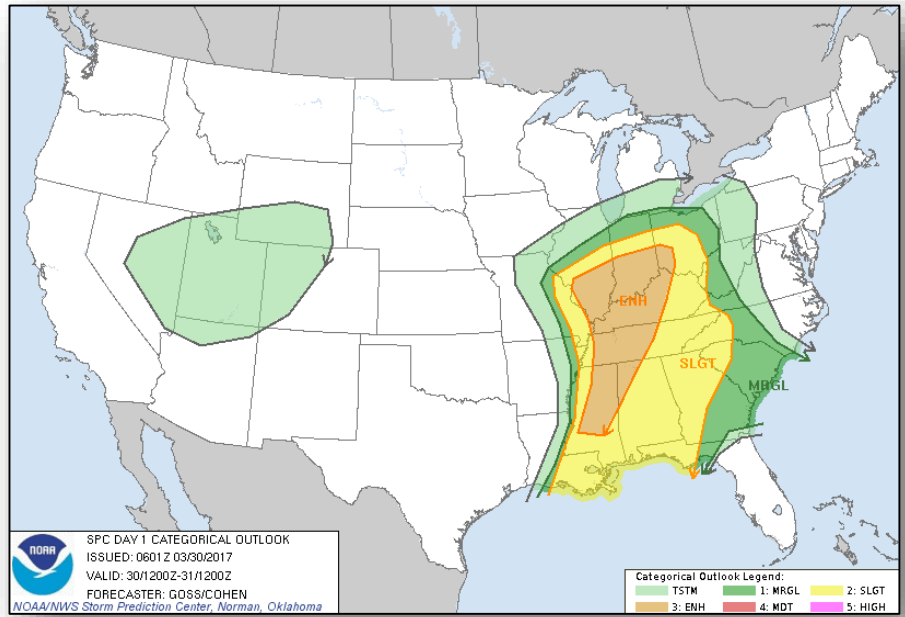 ENH
SLGT
MRGL
NOAA
SPC DAY 1 CATEGORICAL OUTLOOK
ISSUED: 0601Z 03/30/2017
VALID: 30/1200Z-31/1200Z
FORECASTER: GOSS/COHEN
NOAA/NWS Storm Prediction Center, Norman, Oklahoma
Categorical Outlook Legend:
TSTM 1: MRGL 2: SLGT
3: ENH 4: MDT 5: HIGH